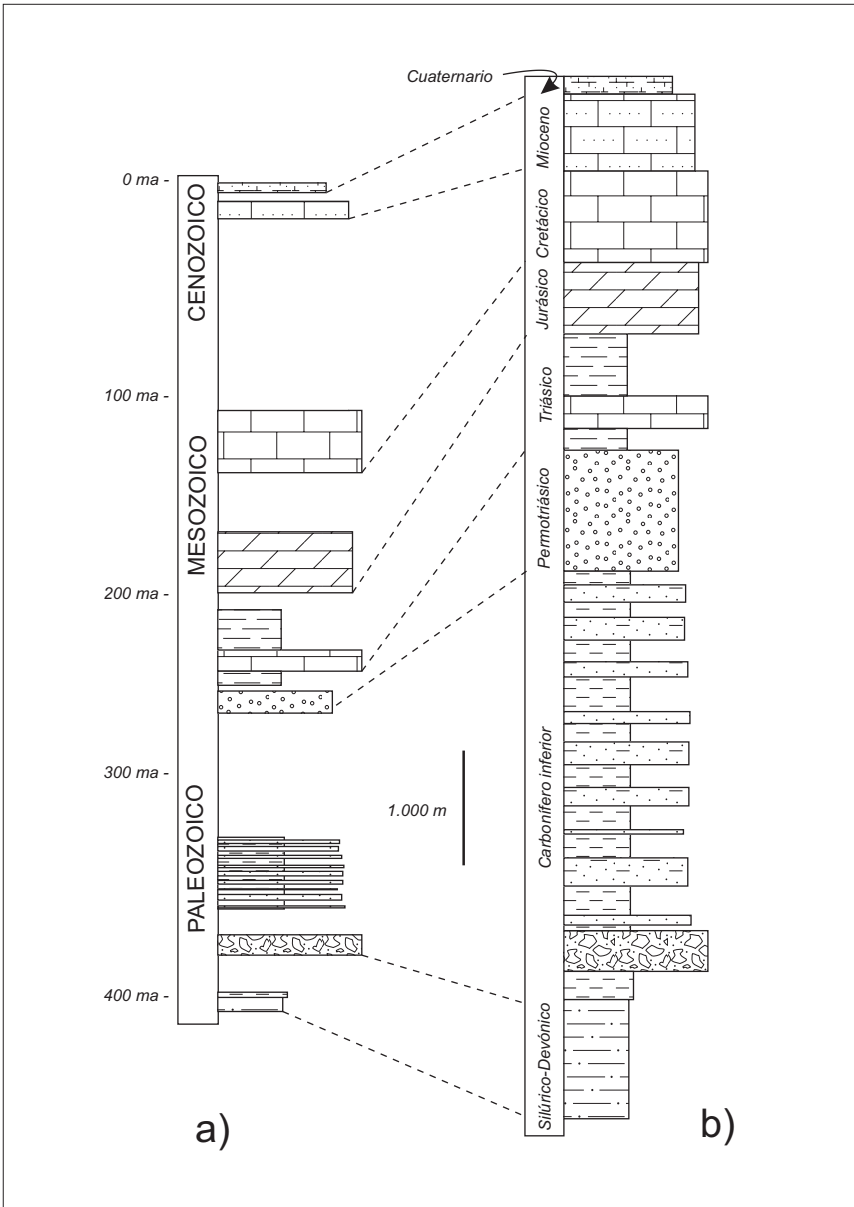 Cuaternario
0 ma -
CENOZOICO
100 ma -
MESOZOICO
200 ma -
300 ma -
PALEOZOICO
400 ma -
a)
1.000 m
Mioceno
Cretácico
Jurásico
Triásico
Permotriásico
Carbonífero inferior
Silúrico-Devónico
b)